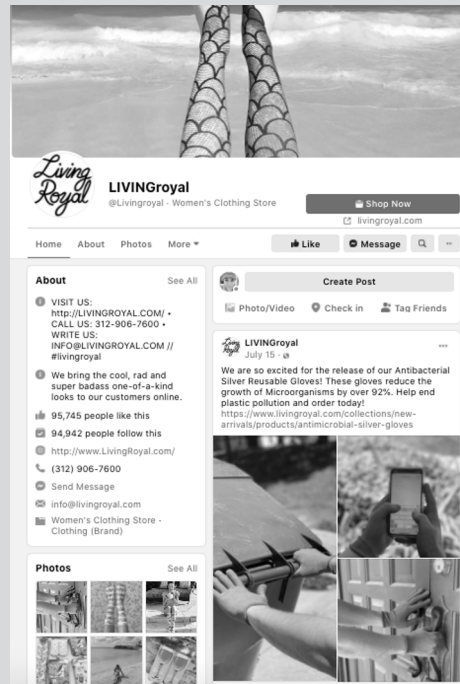 Living
Royal
LIVINGroyal
@Livingroyal · Women's Clothing Store
Shop Now
livingroyal.com
Home
About
Photos
More
Like
Message
About
See All
VISIT US:
http://LIVINGROYAL.COM/ •
CALL US: 312-906-7600 •
WRITE US:
INFO@LIVINGROYAL.COM //
#livingroyal
We bring the cool, rad and
super badass one-of-a-kind
looks to our customers online.
95,745 people like this
94,942 people follow this
http://www.LivingRoyal.com/
(312) 906-7600
Send Message
info@livingroyal.com
Women's Clothing Store ·
Clothing (Brand)
Photos
See All
Create Post
Photo/Video
Check in
Tag Friends
Living
Royal
LIVINGroyal
July 15 ·
We are so excited for the release of our Antibacterial
Silver Reusable Gloves! These gloves reduce the
growth of Microorganisms by over 92%. Help end
plastic pollution and order today!
https://www.livingroyal.com/collections/new-
arrivals/products/antimicrobial-silver-gloves